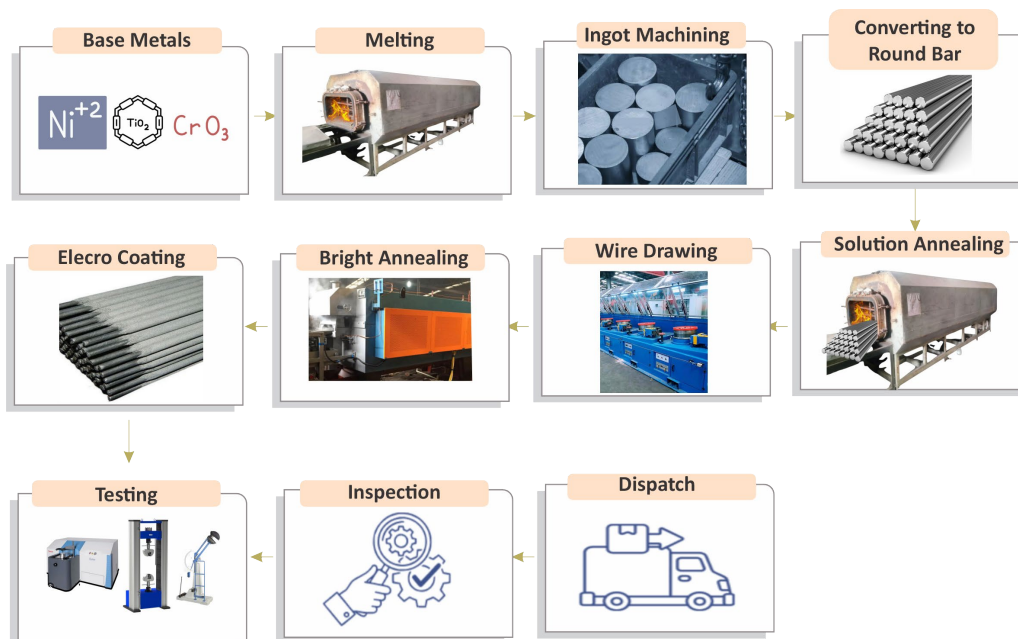 Base Metals
Ni+2
TiO2
CrO3
Melting
Ingot Machining
Converting to
Round Bar
Solution Annealing
Wire Drawing
Bright Annealing
Elecro Coating
Testing
Inspection
Dispatch